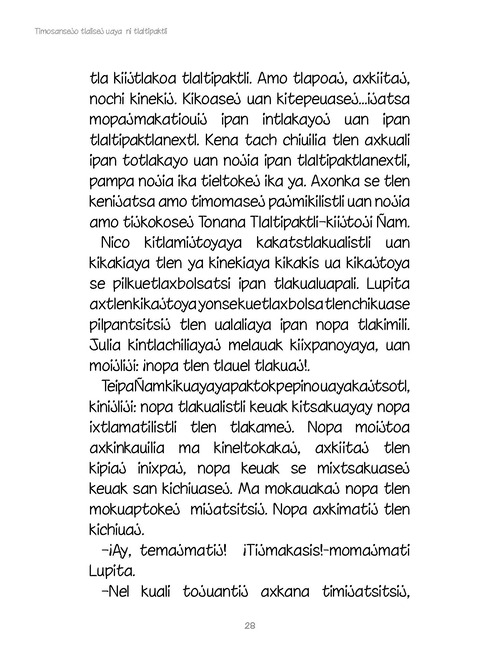 Timosansejo tlalisej uaya ni tlaltipaktli
tla kiijtlakoa tlaltipaktli. Amo tlapoaj, axkiitaj,
nochi kinekij. Kikoasej uan kitepeuasej...ijatsa
mopajmakatiouij ipan intlakayoj uan ipan
tlaltipaktlanextl. Kena tach chiuilia tlen axkuali
ipan totlakayo uan nojia ipan tlaltipaktlanextli,
pampa nojia ika tieltokej ika ya. Axonka se tlen
kenijatsa amo timomasej pajmikilistli uan nojia
amo tijkokosej Tonana Tlaltipaktli-kiijtoji Ñam.
Nico kitlamijtoyaya kakatstlakualistli uan
kikakiaya tlen ya kinekiaya kikakis ua kikajtoya
se pilkuetlaxbolsatsi ipan tlakualuapali. Lupita
axtlenkikajtoyayonsekuetlaxbolsatlenchikuase
pilpantsitsij tlen ualaliaya ipan nopa tlakimili.
Julia kintlachiliayaj melauak kiixpanoyaya, uan
moijliji: ¡nopa tlen tlauel tlakuaj!.
TeipaÑamkikuayayapaktokpepinouayakajtsotl,
kinijliji: nopa tlakualistli keuak kitsakuayay nopa
ixtlamatilistli tlen tlakamej. Nopa moijtoa
axkinkauilia ma kineltokakaj, axkiitaj tlen
kipiaj inixpaj, nopa keuak se mixtsakuasej
keuak san kichiuasej. Ma mokauakaj nopa tlen
mokuaptokej mijatsitsij. Nopa axkimatij tlen
kichiuaj.
-¡Ay, temajmatij! ¡Tijmakasis!-momajmati
Lupita.
-Nel kuali tojuantij axkana timijatsitsij,
28